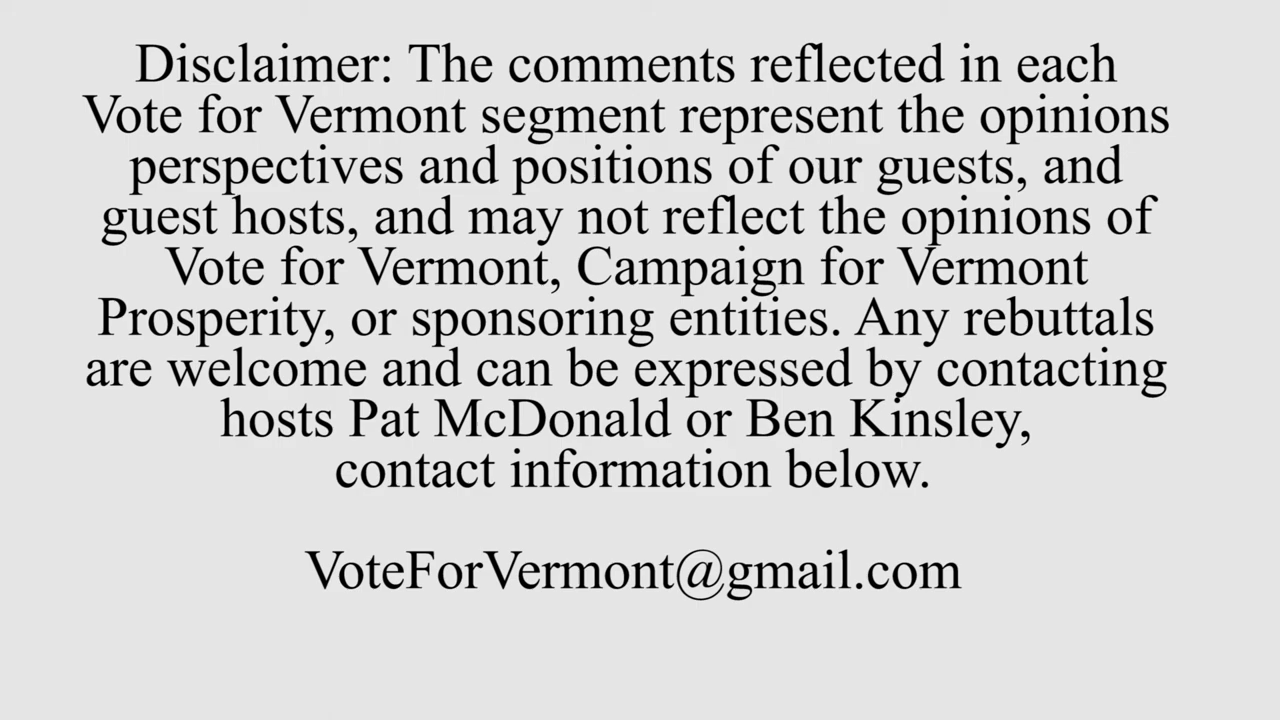 Disclaimer: The comments reflected in each
Vote for Vermont segment represent the opinions
perspectives and positions of our guests, and
guest hosts, and may not reflect the opinions of
Vote for Vermont, Campaign for Vermont
Prosperity, or sponsoring entities. Any rebuttals
are welcome and can be expressed by contacting
hosts Pat McDonald or Ben Kinsley,
contact information below.
VoteForVermont@gmail.com